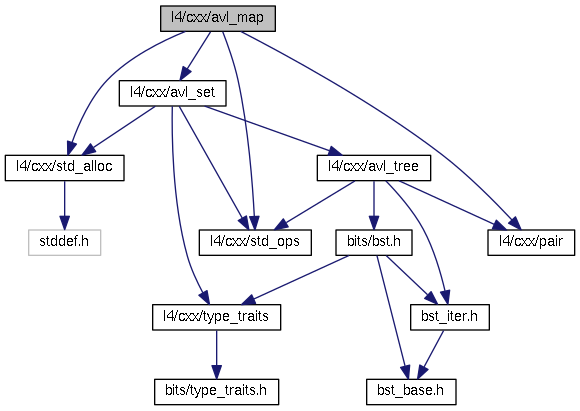 l4/cxx/avl_map
l4/cxx/avl_set
l4/cxx/std_alloc
l4/cxx/avl_tree
stddef.h
l4/cxx/std_ops
bits/bst.h
l4/cxx/pair
l4/cxx/type_traits
bst_iter.h
bits/type_traits.h
bst_base.h